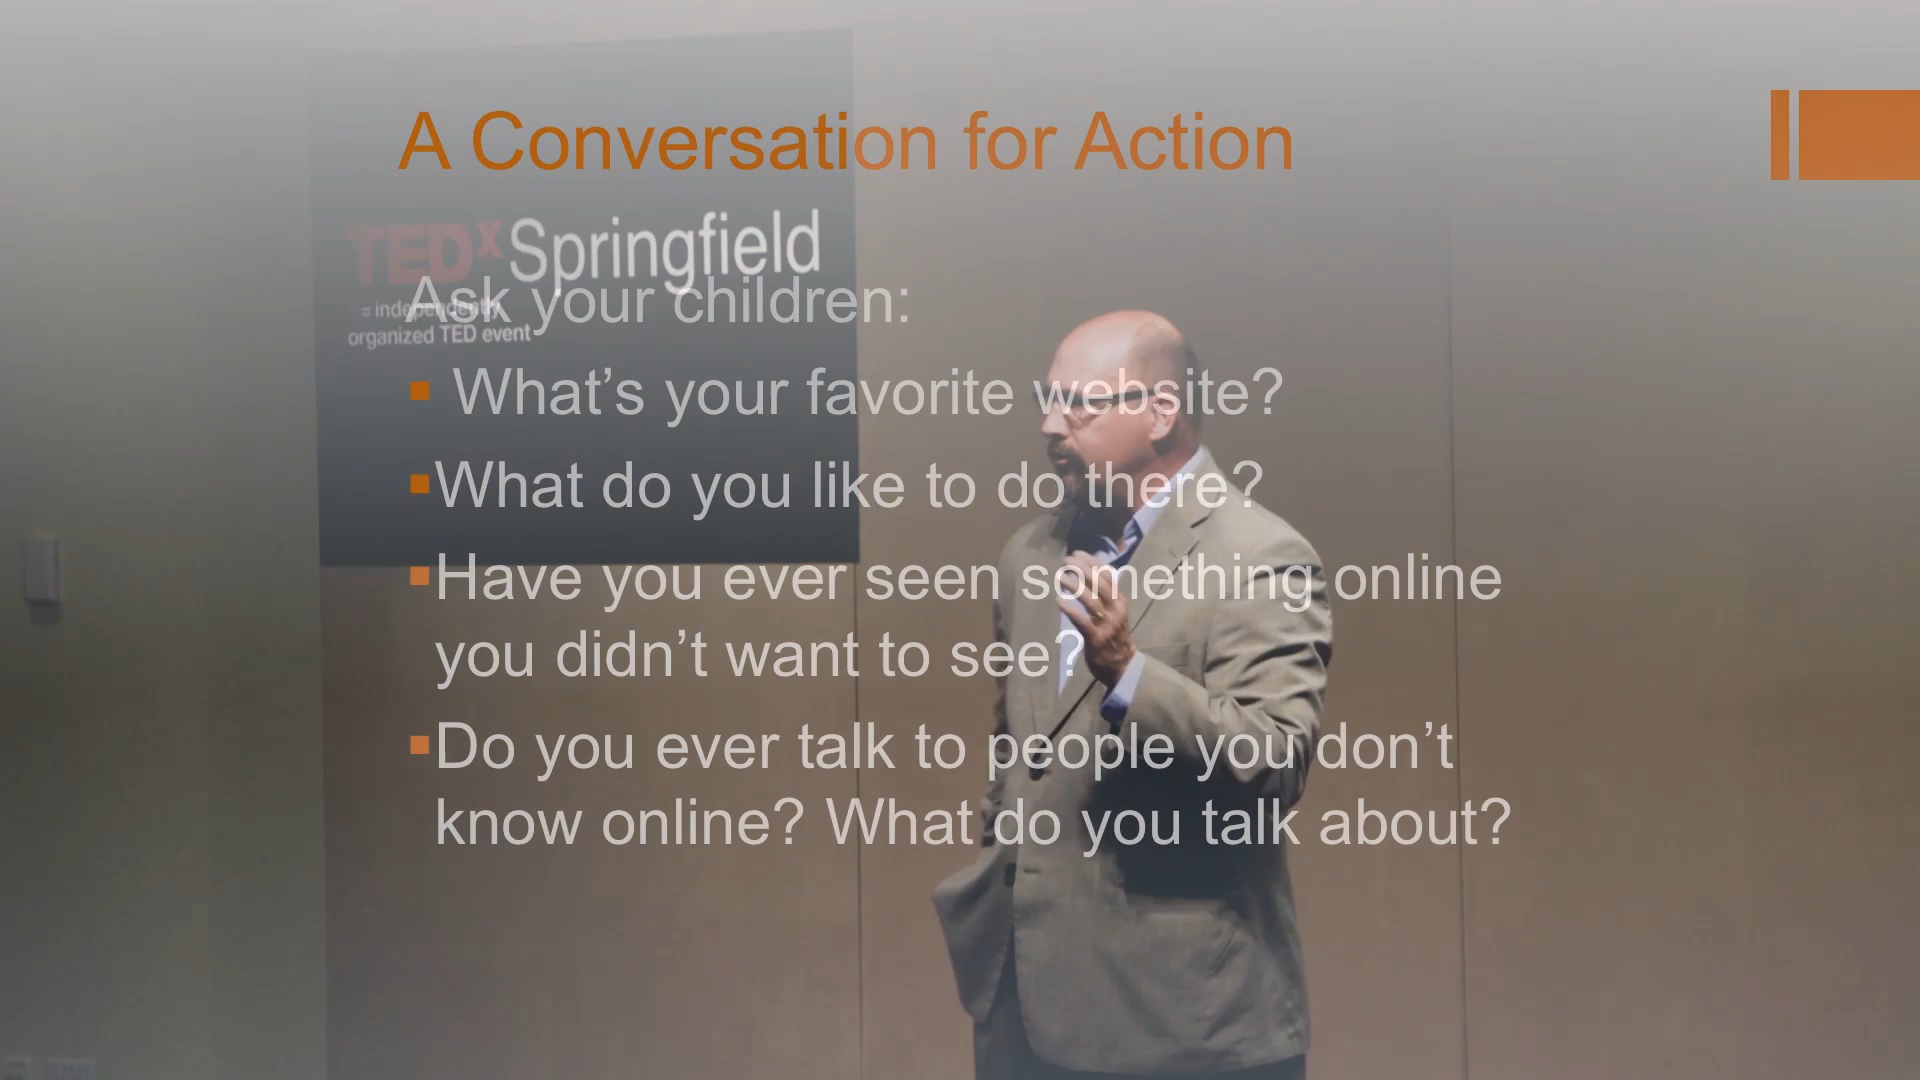 A Conversation for Action
TEDx Springfield
= independently
organized TED event
Ask your children:
What’s your favorite website?
What do you like to do there?
Have you ever seen something online
you didn’t want to see?
Do you ever talk to people you don’t
know online? What do you talk about?